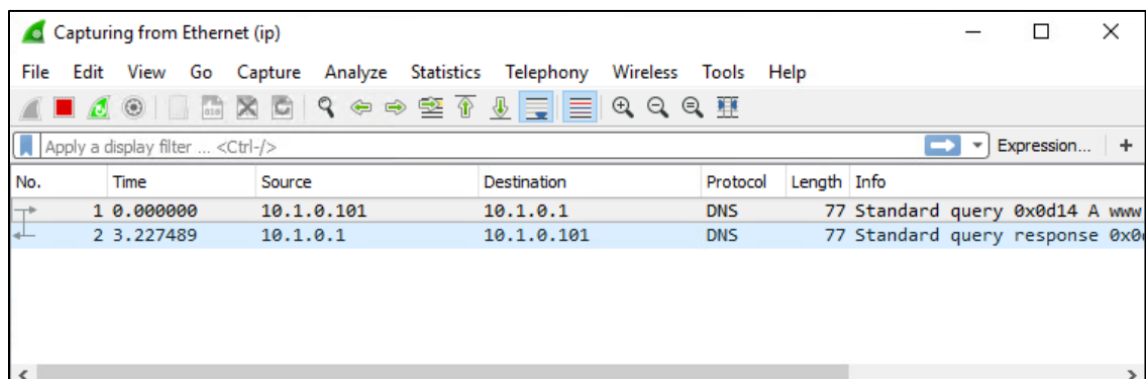 Capturing from Ethernet (ip)
File Edit View Go Capture Analyze Statistics Telephony Wireless Tools Help
Apply a display filter ... <Ctrl-/> Expression... +
No. Time Source Destination Protocol Length Info
1 0.000000 10.1.0.101 10.1.0.1 DNS 77 Standard query 0x0d14 A www
2 3.227489 10.1.0.1 10.1.0.101 DNS 77 Standard query response